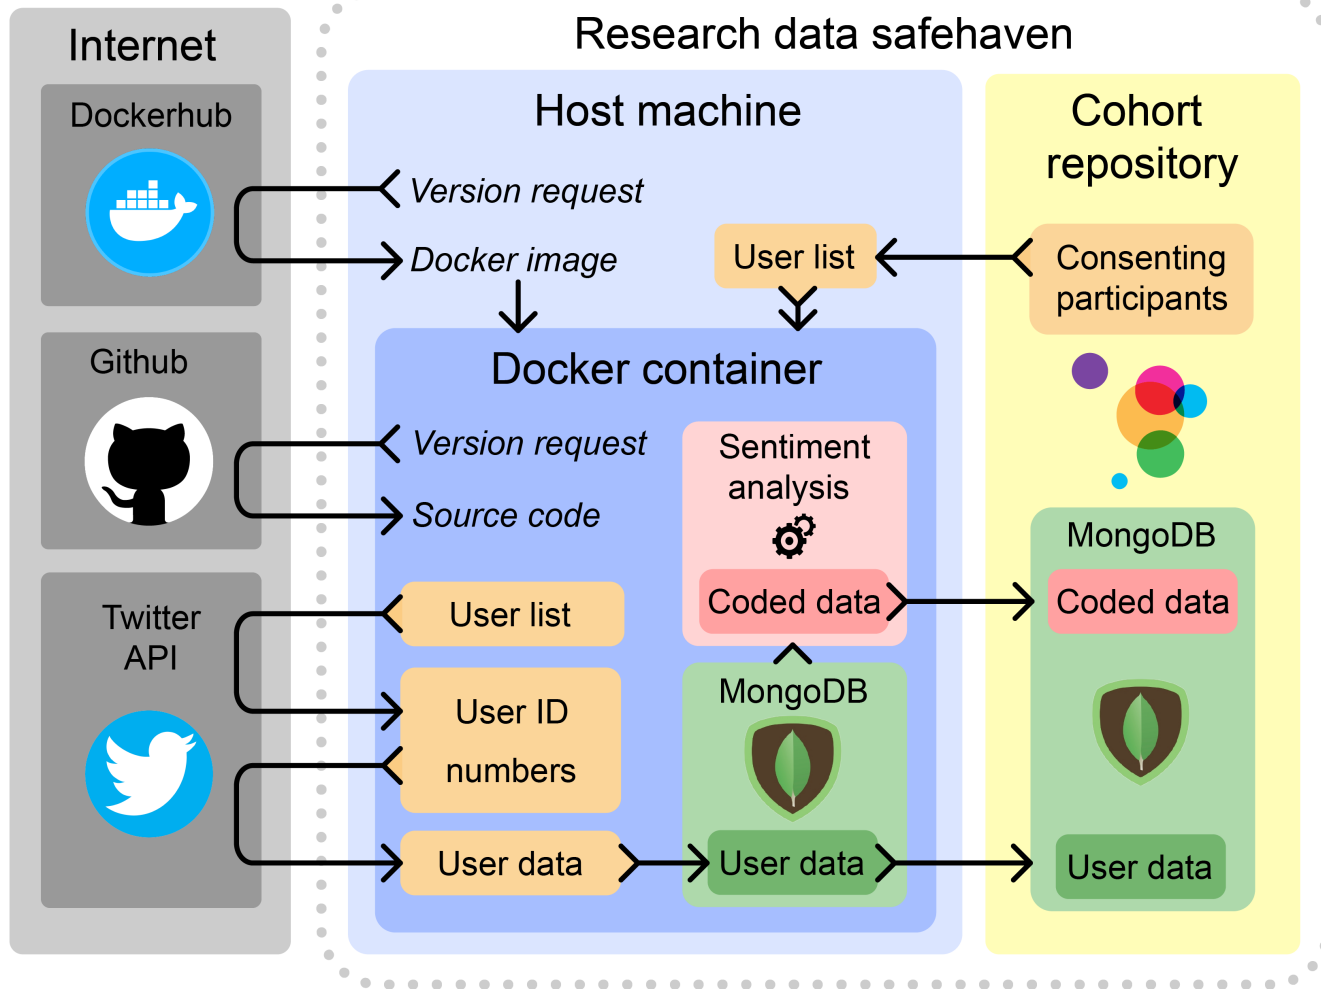 Internet
Dockerhub
Github
Twitter
API
Research data safehaven
Host machine
Version request
Docker image
User list
Docker container
Version request
Source code
User list
User ID
numbers
User data
Sentiment
analysis
Coded data
MongoDB
User data
Cohort
repository
Consenting
participants
MongoDB
Coded data
User data